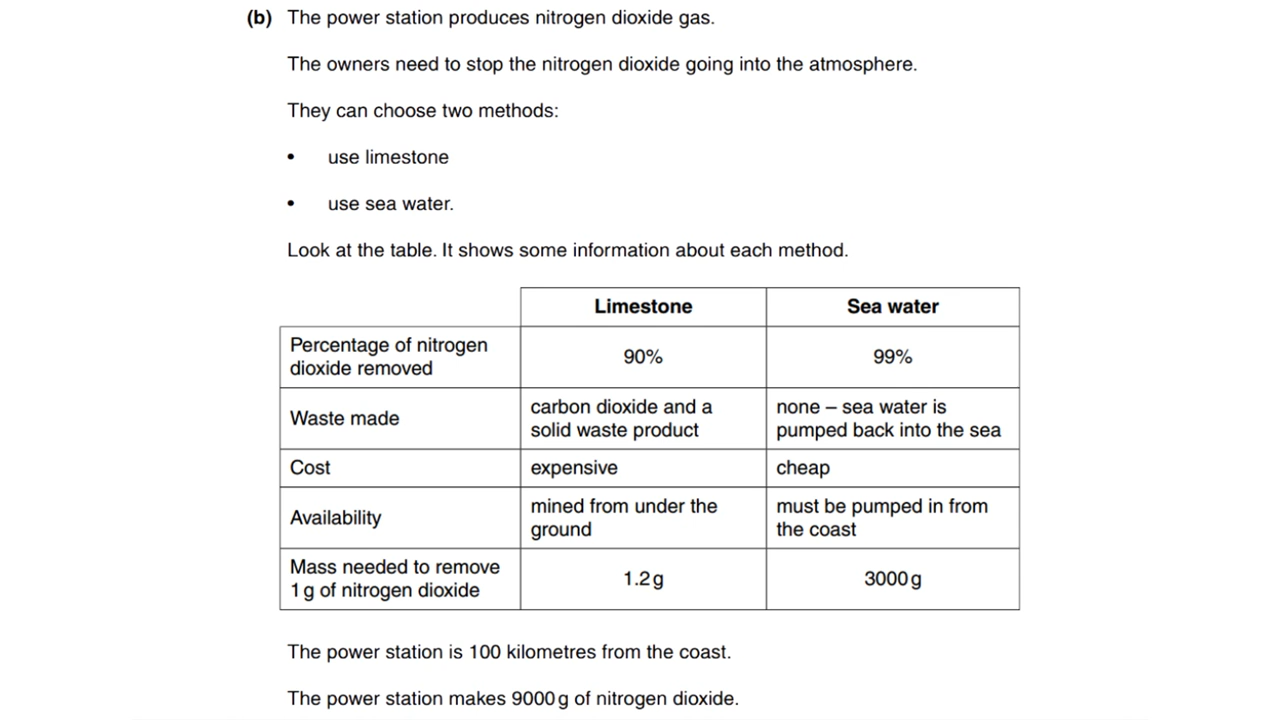 (b) The power station produces nitrogen dioxide gas.
The owners need to stop the nitrogen dioxide going into the atmosphere.
They can choose two methods:
• use limestone
• use sea water.
Look at the table. It shows some information about each method.
Limestone Sea water
Percentage of nitrogen
dioxide removed
90% 99%
Waste made
carbon dioxide and a
solid waste product
none – sea water is
pumped back into the sea
Cost expensive cheap
Availability
mined from under the
ground
must be pumped in from
the coast
Mass needed to remove
1 g of nitrogen dioxide
1.2 g 3000 g
The power station is 100 kilometres from the coast.
The power station makes 9000 g of nitrogen dioxide.